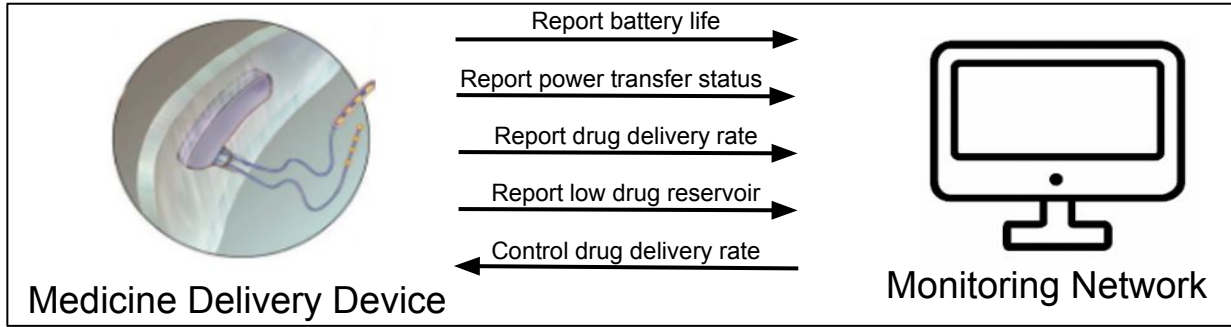 Report battery life
Report power transfer status
Report drug delivery rate
Report low drug reservoir
Control drug delivery rate
Medicine Delivery Device
Monitoring Network